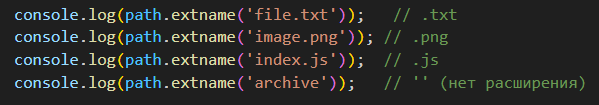 console.log(path.extname('file.txt'));   // .txt
console.log(path.extname('image.png')); // .png
console.log(path.extname('index.js'));  // .js
console.log(path.extname('archive'));   // '' (нет расширения)